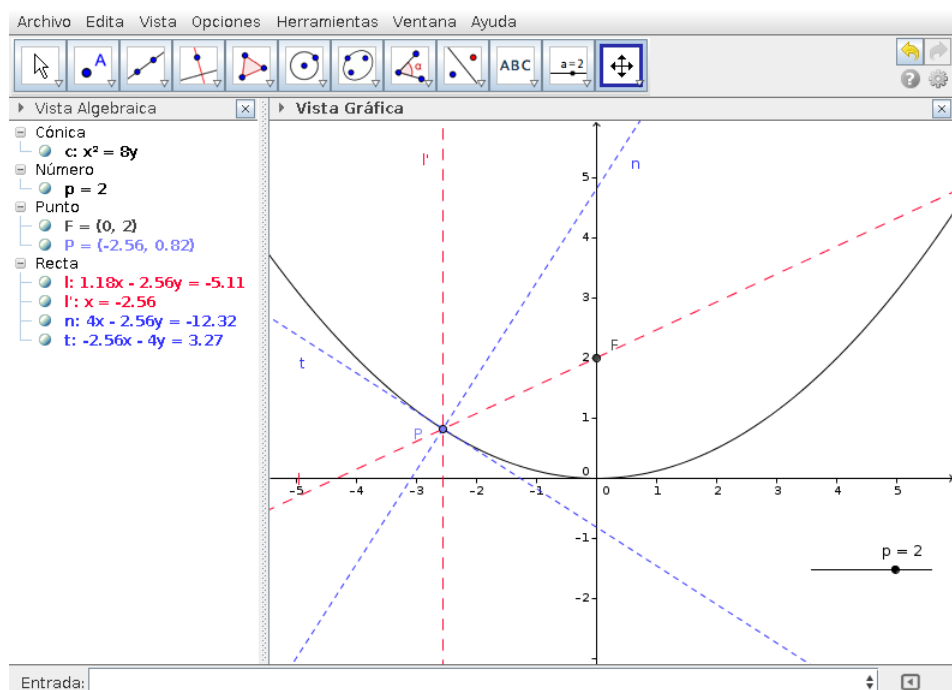 Archivo Edita Vista Opciones Herramientas Ventana Ayuda
A α ABC a=2
Vista Algebraica
Vista Gráfica
Cónica
c: x² = 8y
Número
p = 2
Punto
F = (0, 2)
P = (-2.56, 0.82)
Recta
l: 1.18x - 2.56y = -5.11
l': x = -2.56
n: 4x - 2.56y = -12.32
t: -2.56x - 4y = 3.27
l'
n
5
4
3
F
2
t
1
P
0
l
-5 -4 -3 -2 -1 0 1 2 3 4 5
-1
p = 2
-2
Entrada: